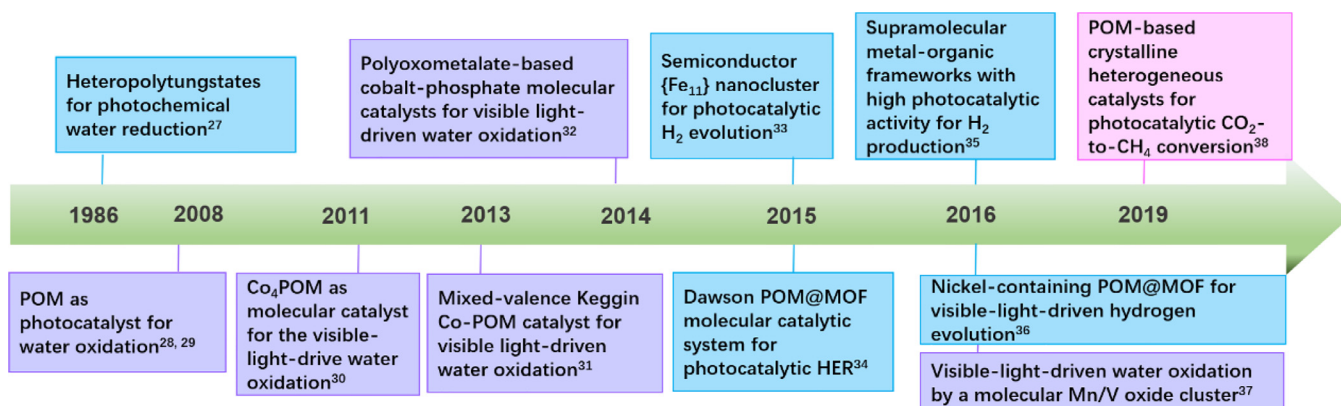 Heteropolytungstates
for photochemical
water reduction²⁷
Polyoxometalate-based
cobalt-phosphate molecular
catalysts for visible light-
driven water oxidation³²
Semiconductor
{Fe₁₁} nanocluster
for photocatalytic
H₂ evolution³³
Supramolecular
metal-organic
frameworks with
high photocatalytic
activity for H₂
production³⁵
POM-based
crystalline
heterogeneous
catalysts for
photocatalytic CO₂-
to-CH₄ conversion³⁸
1986
2008
2011
2013
2014
2015
2016
2019
POM as
photocatalyst for
water oxidation²⁸, ²⁹
Co₄POM as
molecular catalyst
for the visible-
light-drive water
oxidation³⁰
Mixed-valence Keggin
Co-POM catalyst for
visible light-driven
water oxidation³¹
Dawson POM@MOF
molecular catalytic
system for
photocatalytic HER³⁴
Nickel-containing POM@MOF for
visible-light-driven hydrogen
evolution³⁶
Visible-light-driven water oxidation
by a molecular Mn/V oxide cluster³⁷